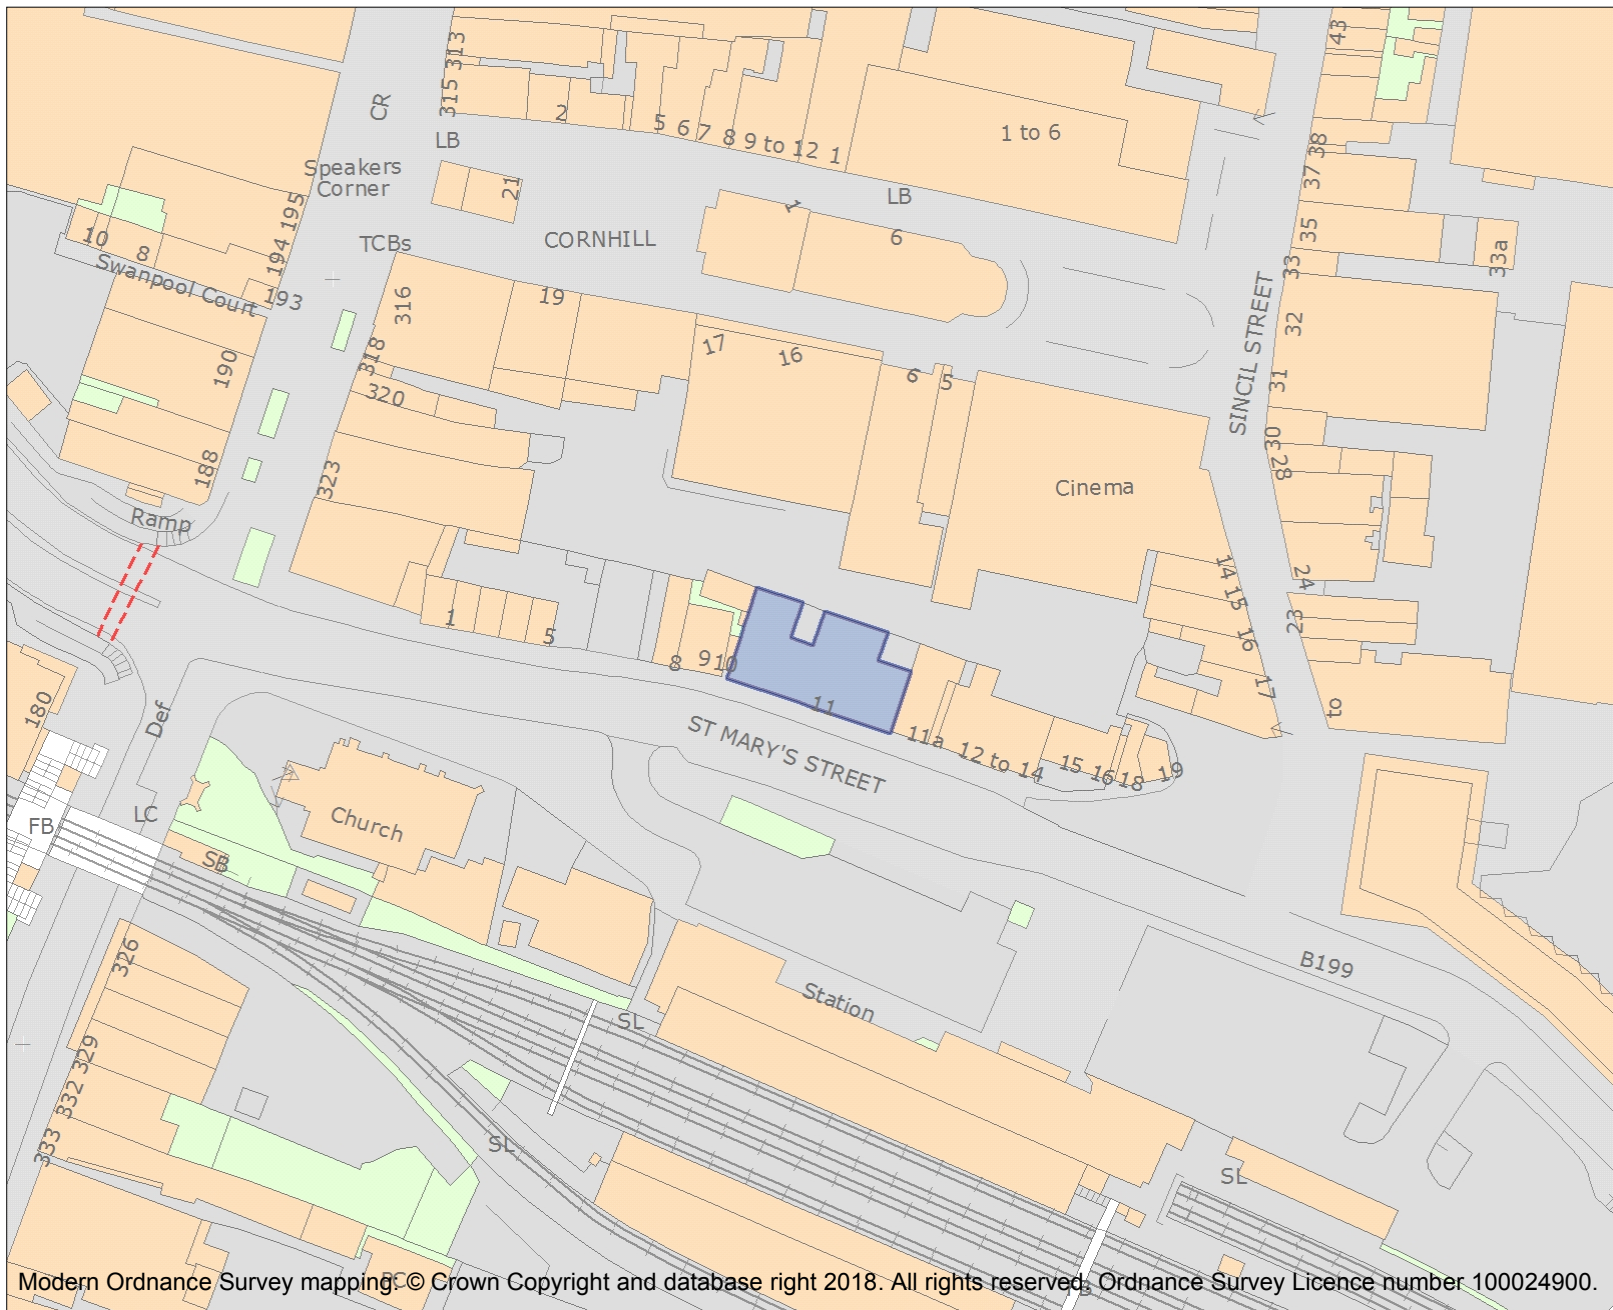 313
43
CR
315
2
5 6 7 8 9 to 12 1
1 to 6
LB
38
Speakers
Corner
37
21
LB
195
1
35
10
8
TCBs
CORNHILL
6
194
33
33a
Swanpool Court
193
316
19
32
190
318
17
16
6
5
31
SINCIL STREET
320
30
28
188
323
Cinema
Ramp
14
15
24
23
1
5
16
8
9
10
17
180
11
to
Def
ST MARY'S STREET
11a
12 to 14
15
16
18
19
FB
LC
Church
SB
326
B199
Station
SL
329
332
333
SL
SL
PC
FB
Modern Ordnance Survey mapping: © Crown Copyright and database right 2018. All rights reserved. Ordnance Survey Licence number 100024900.